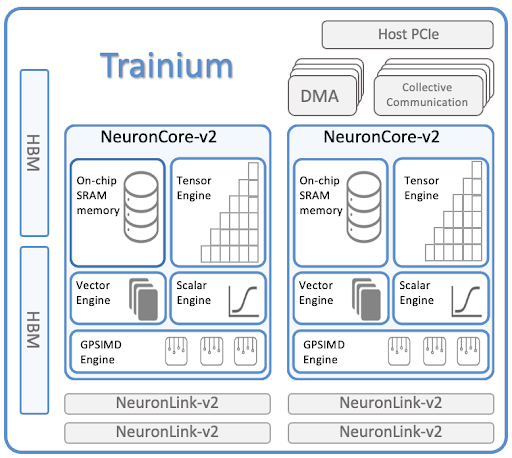 Host PCIe
Trainium
DMA
Collective
Communication
HBM
HBM
NeuronCore-v2
On-chip
SRAM
memory
Tensor
Engine
Vector
Engine
Scalar
Engine
GPSIMD
Engine
NeuronCore-v2
On-chip
SRAM
memory
Tensor
Engine
Vector
Engine
Scalar
Engine
GPSIMD
Engine
NeuronLink-v2
NeuronLink-v2
NeuronLink-v2
NeuronLink-v2